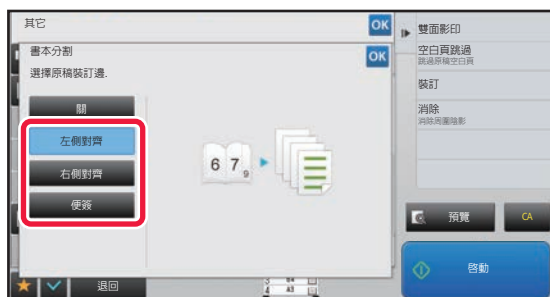 其它
OK
書本分割
OK
選擇原稿裝訂邊.
關
左側對齊
右側對齊
便簽
6 7 9
退回
雙面影印
空白頁跳過
跳過原稿空白頁
裝訂
消除
消除周圍陰影
預覽
CA
啓動